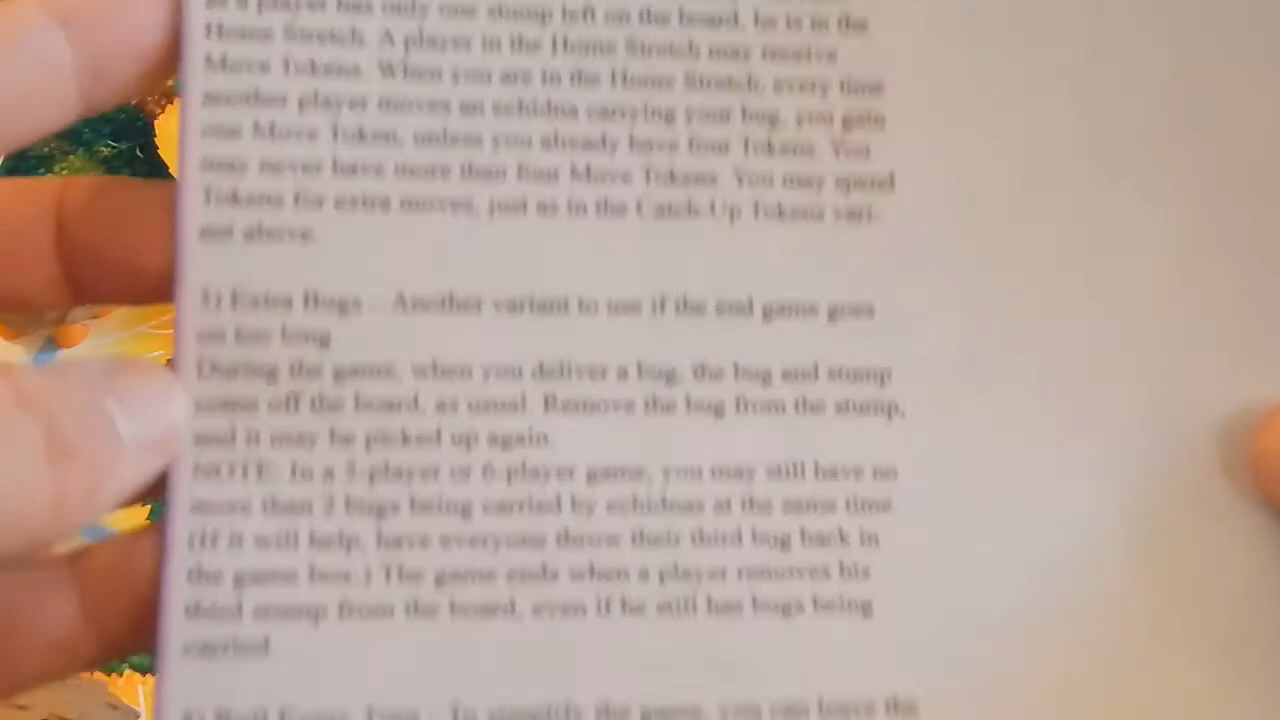 a player has only one stump left on the board, he is in the
Home Stretch. A player in the Home Stretch may receive
Move Tokens. When you are in the Home Stretch, every time
another player moves an echidna carrying your bug, you gain
one Move Token, unless you already have four Tokens. You
may never have more than four Move Tokens. You may spend
Tokens for extra moves, just as in the Catch-Up Tokens vari-
ant above.
Extra Bugs – Another variant to use if the end game goes
on too long.
During the game, when you deliver a bug, the bug and stump
come off the board, as usual. Remove the bug from the stump,
and it may be picked up again.
NOTE: In a 5-player or 6-player game, you may still have no
more than 2 bugs being carried by echidnas at the same time.
(If it will help, have everyone throw their third bug back in
the game box.) The game ends when a player removes his
third stump from the board, even if he still has bugs being
carried.
To simplify the game, you can leave the